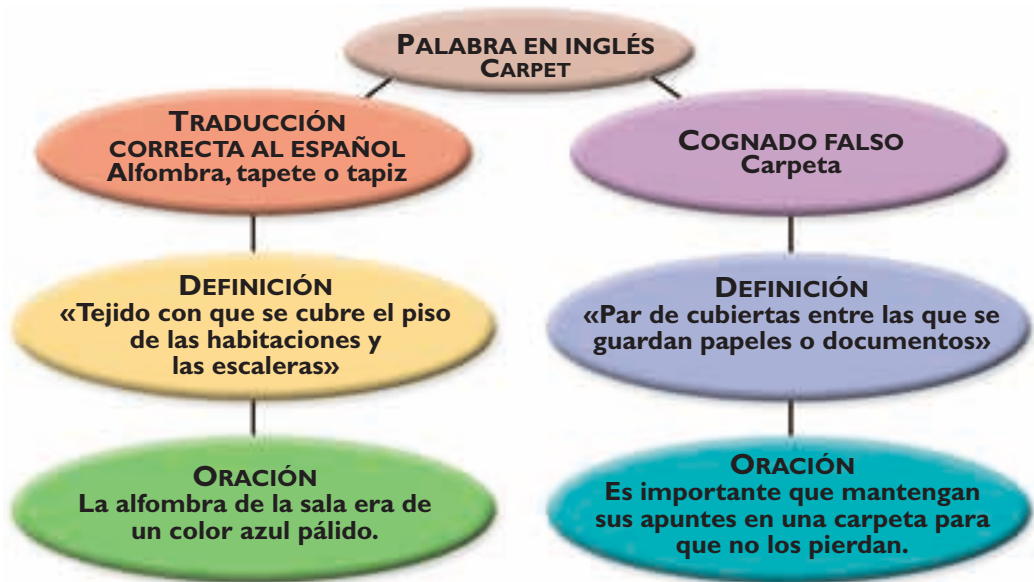 PALABRA EN INGLÉS
CARPET
TRADUCCIÓN
CORRECTA AL ESPAÑOL
Alfombra, tapete o tapiz
COGNADO FALSO
Carpeta
DEFINICIÓN
«Tejido con que se cubre el piso
de las habitaciones y
las escaleras»
DEFINICIÓN
«Par de cubiertas entre las que se
guardan papeles o documentos»
ORACIÓN
La alfombra de la sala era de
un color azul pálido.
ORACIÓN
Es importante que mantengan
sus apuntes en una carpeta para
que no los pierdan.